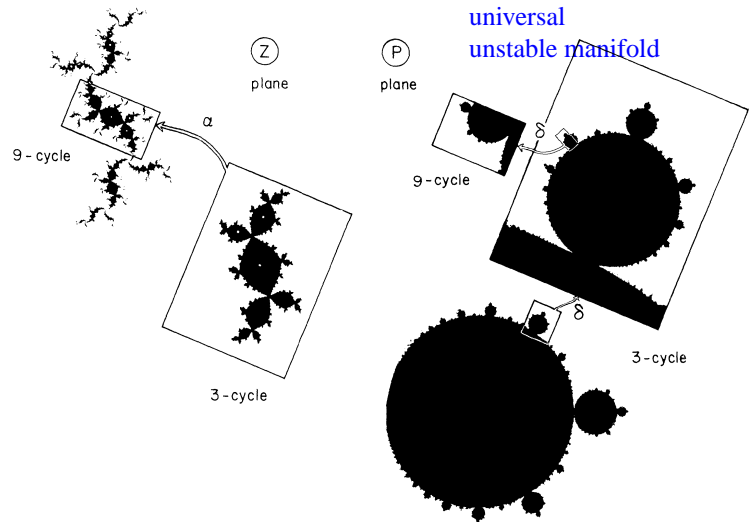 universal
unstable manifold
Z
plane
P
plane
α
9-cycle
3-cycle
δ
9-cycle
δ
3-cycle